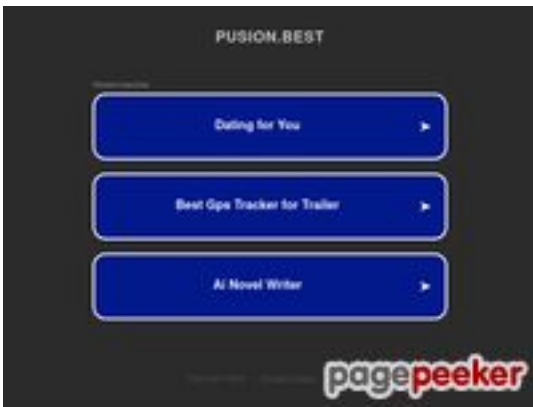 PUSION.BEST
Dating for You
Best Gps Tracker for Trailer
Ai Novel Writer
pagepeeker